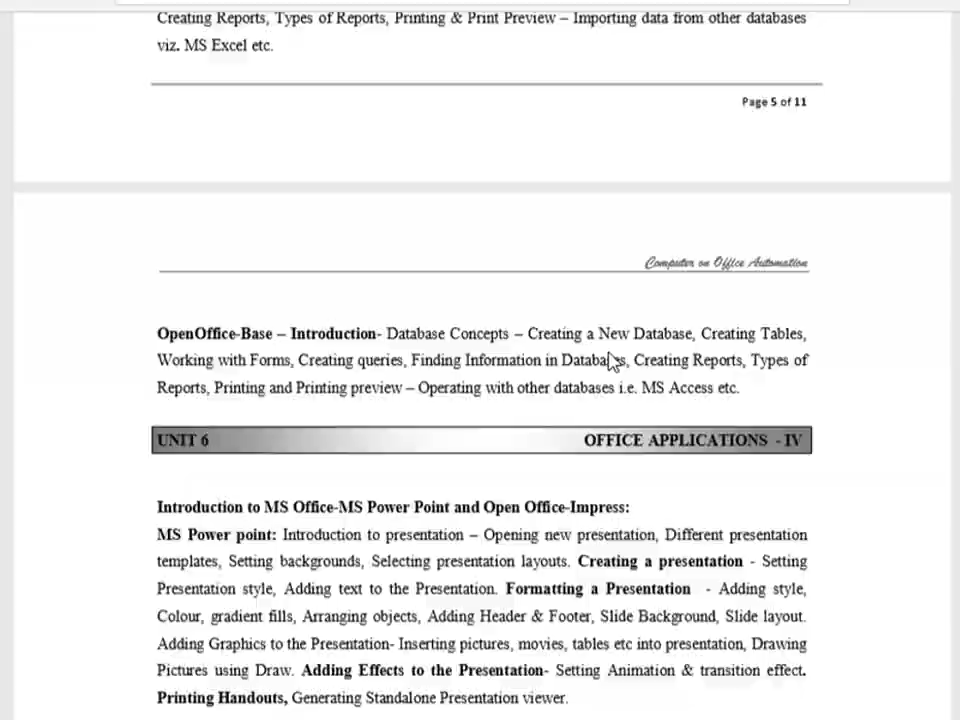 Creating Reports, Types of Reports, Printing & Print Preview – Importing data from other databases
viz. MS Excel etc.
Page 5 of 11
Computer on Office Automation
OpenOffice-Base – Introduction- Database Concepts – Creating a New Database, Creating Tables,
Working with Forms, Creating queries, Finding Information in Databases, Creating Reports, Types of
Reports, Printing and Printing preview – Operating with other databases i.e. MS Access etc.
UNIT 6 OFFICE APPLICATIONS - IV
Introduction to MS Office-MS Power Point and Open Office-Impress:
MS Power point: Introduction to presentation – Opening new presentation, Different presentation
templates, Setting backgrounds, Selecting presentation layouts. Creating a presentation - Setting
Presentation style, Adding text to the Presentation. Formatting a Presentation - Adding style,
Colour, gradient fills, Arranging objects, Adding Header & Footer, Slide Background, Slide layout.
Adding Graphics to the Presentation- Inserting pictures, movies, tables etc into presentation, Drawing
Pictures using Draw. Adding Effects to the Presentation- Setting Animation & transition effect.
Printing Handouts, Generating Standalone Presentation viewer.